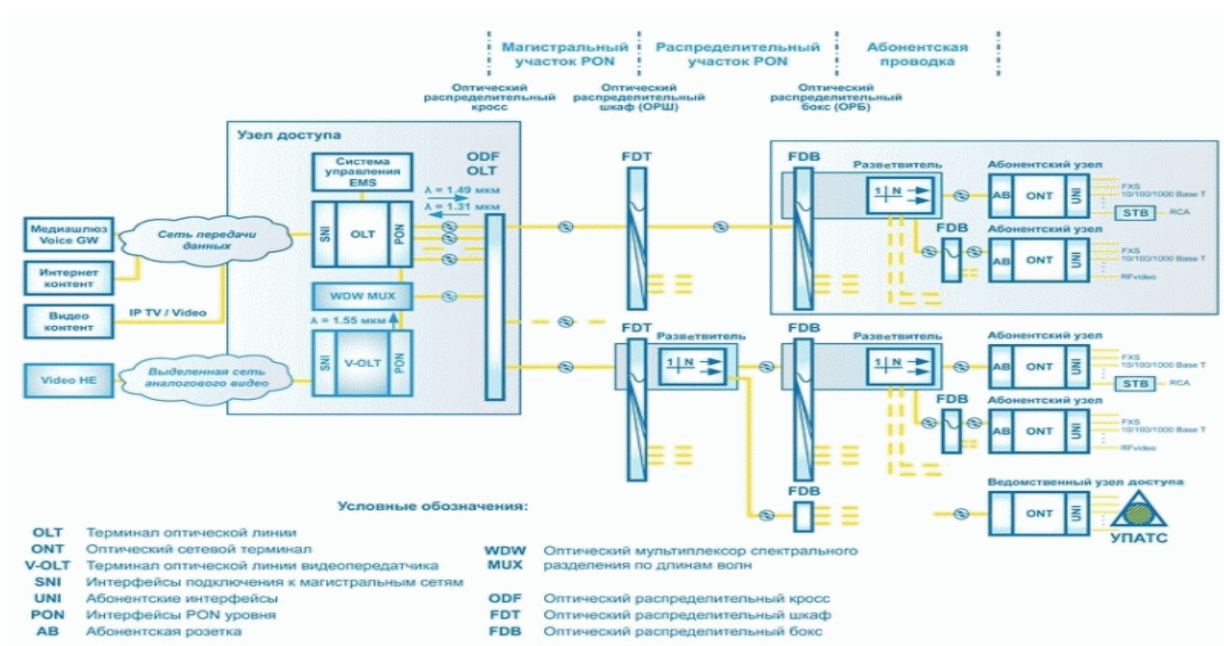 Магистральный
участок PON
Распределительный
участок PON
Абонентская
проводка
Оптический
распределительный
кросс
Оптический
распределительный
шкаф (ОРШ)
Оптический
распределительный
бокс (ОРБ)
Узел доступа
Система
управления
EMS
ODF
OLT
λ = 1.49 мкм
λ = 1.31 мкм
FDT
FDB
Разветвитель
1 | N
Абонентский узел
АВ
ONT
UNI
FXS
10/100/1000 Base T
STB
RCA
FDB
Абонентский узел
АВ
ONT
UNI
FXS
10/100/1000 Base T
RFvideo
Медиашлюз
Voice GW
Сеть передачи
данных
SNI
OLT
PON
Интернет
контент
Видео
контент
IP TV / Video
WDW MUX
λ = 1.55 мкм
Video HE
Выделенная сеть
аналогового видео
SNI
V-OLT
PON
FDT
Разветвитель
1 | N
FDB
Разветвитель
1 | N
Абонентский узел
АВ
ONT
UNI
FXS
10/100/1000 Base T
STB
RCA
FDB
Абонентский узел
АВ
ONT
UNI
FXS
10/100/1000 Base T
RFvideo
FDB
Ведомственный узел доступа
ONT
UNI
УПАТС
Условные обозначения:
OLT Терминал оптической линии
ONT Оптический сетевой терминал
V-OLT Терминал оптической линии видеопередатчика
SNI Интерфейсы подключения к магистральным сетям
UNI Абонентские интерфейсы
PON Интерфейсы PON уровня
АВ Абонентская розетка
WDW Оптический мультиплексор спектрального
MUX разделения по длинам волн
ODF Оптический распределительный кросс
FDT Оптический распределительный шкаф
FDB Оптический распределительный бокс